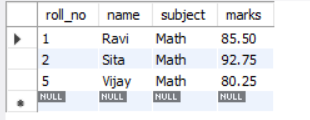 roll_no name subject marks
1 Ravi Math 85.50
2 Sita Math 92.75
5 Vijay Math 80.25
NULL NULL NULL NULL